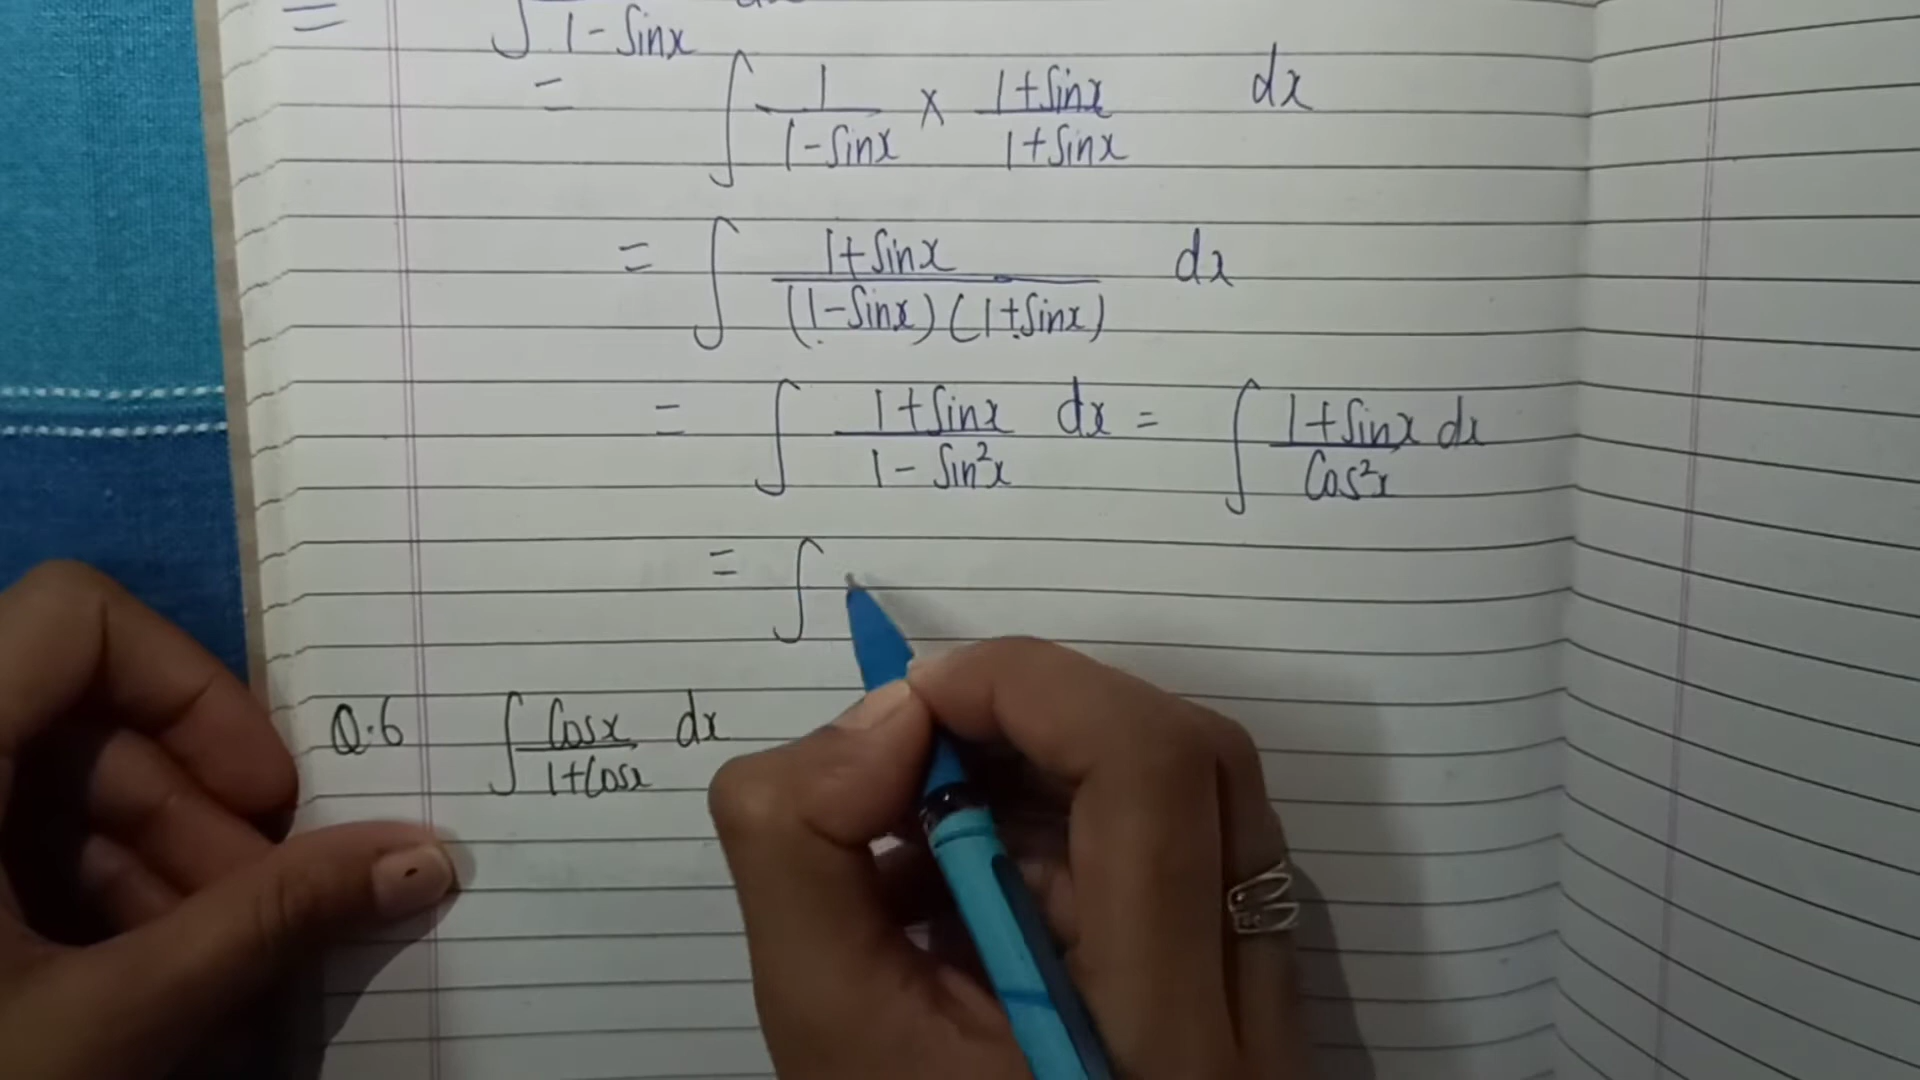 = ∫ 1-Sinx
= ∫ 1/(1-Sinx) × (1+Sinx)/(1+Sinx) dx
= ∫ (1+Sinx)/((1-Sinx)(1+Sinx)) dx
= ∫ (1+Sinx)/(1-Sin²x) dx = ∫ (1+Sinx)/(Cos²x) dx
= ∫
Q.6 ∫ Cosx/(1+Cosx) dx